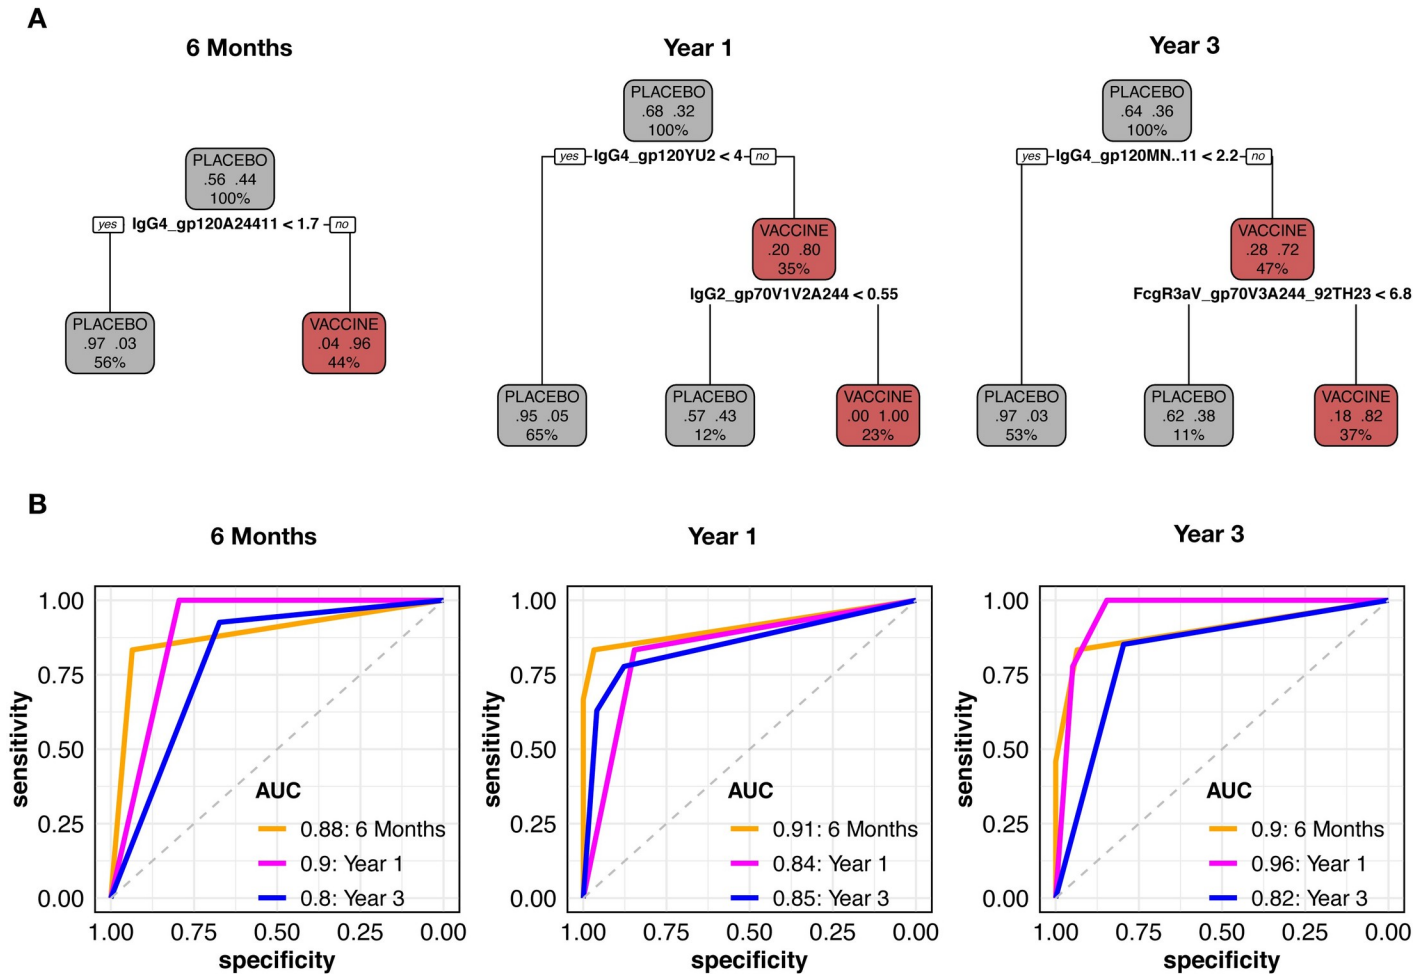 A
6 Months
PLACEBO
.56 .44
100%
yes
IgG4_gp120A24411 < 1.7
no
PLACEBO
.97 .03
56%
VACCINE
.04 .96
44%
Year 1
PLACEBO
.68 .32
100%
yes
IgG4_gp120YU2 < 4
no
VACCINE
.20 .80
35%
IgG2_gp70V1V2A244 < 0.55
PLACEBO
.95 .05
65%
PLACEBO
.57 .43
12%
VACCINE
.00 1.00
23%
Year 3
PLACEBO
.64 .36
100%
yes
IgG4_gp120MN..11 < 2.2
no
VACCINE
.28 .72
47%
FcgR3aV_gp70V3A244_92TH23 < 6.8
PLACEBO
.97 .03
53%
PLACEBO
.62 .38
11%
VACCINE
.18 .82
37%
B
6 Months
sensitivity
1.00
0.75
0.50
0.25
0.00
AUC
0.88: 6 Months
0.9: Year 1
0.8: Year 3
1.00 0.75 0.50 0.25 0.00
specificity
Year 1
sensitivity
1.00
0.75
0.50
0.25
0.00
AUC
0.91: 6 Months
0.84: Year 1
0.85: Year 3
1.00 0.75 0.50 0.25 0.00
specificity
Year 3
sensitivity
1.00
0.75
0.50
0.25
0.00
AUC
0.9: 6 Months
0.96: Year 1
0.82: Year 3
1.00 0.75 0.50 0.25 0.00
specificity